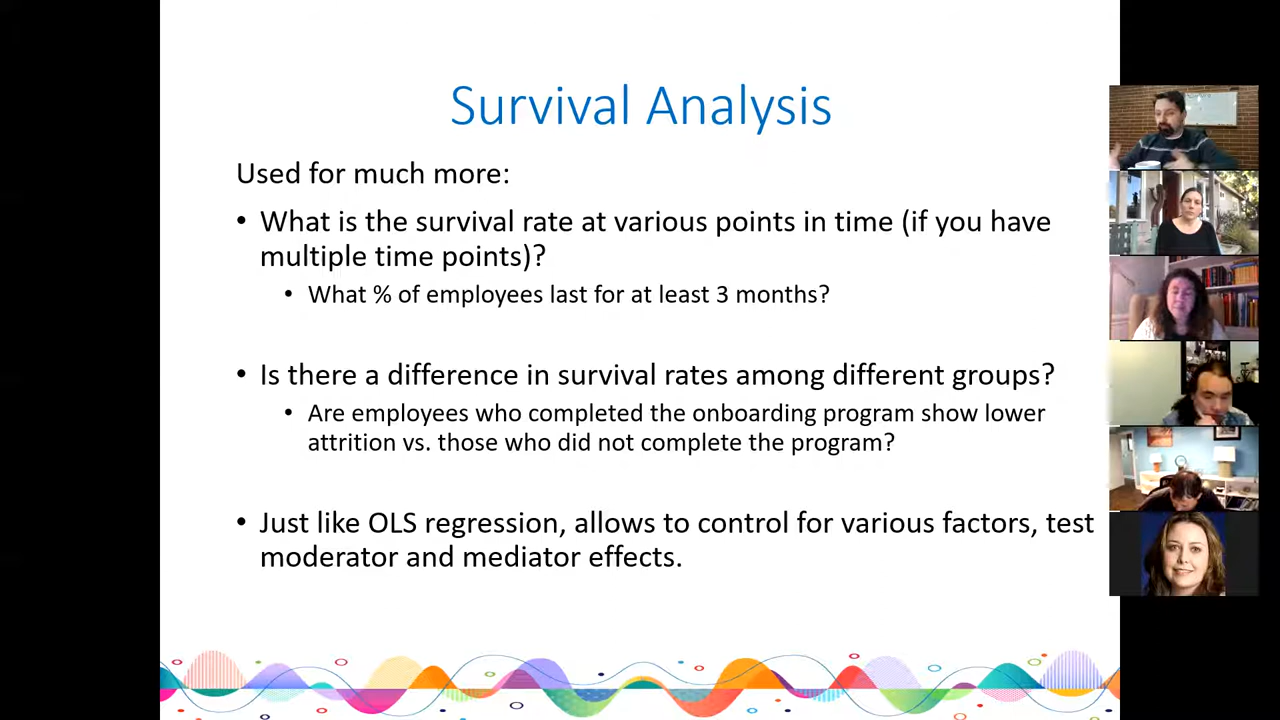 Survival Analysis
Used for much more:
• What is the survival rate at various points in time (if you have
multiple time points)?
• What % of employees last for at least 3 months?
• Is there a difference in survival rates among different groups?
• Are employees who completed the onboarding program show lower
attrition vs. those who did not complete the program?
• Just like OLS regression, allows to control for various factors, test
moderator and mediator effects.